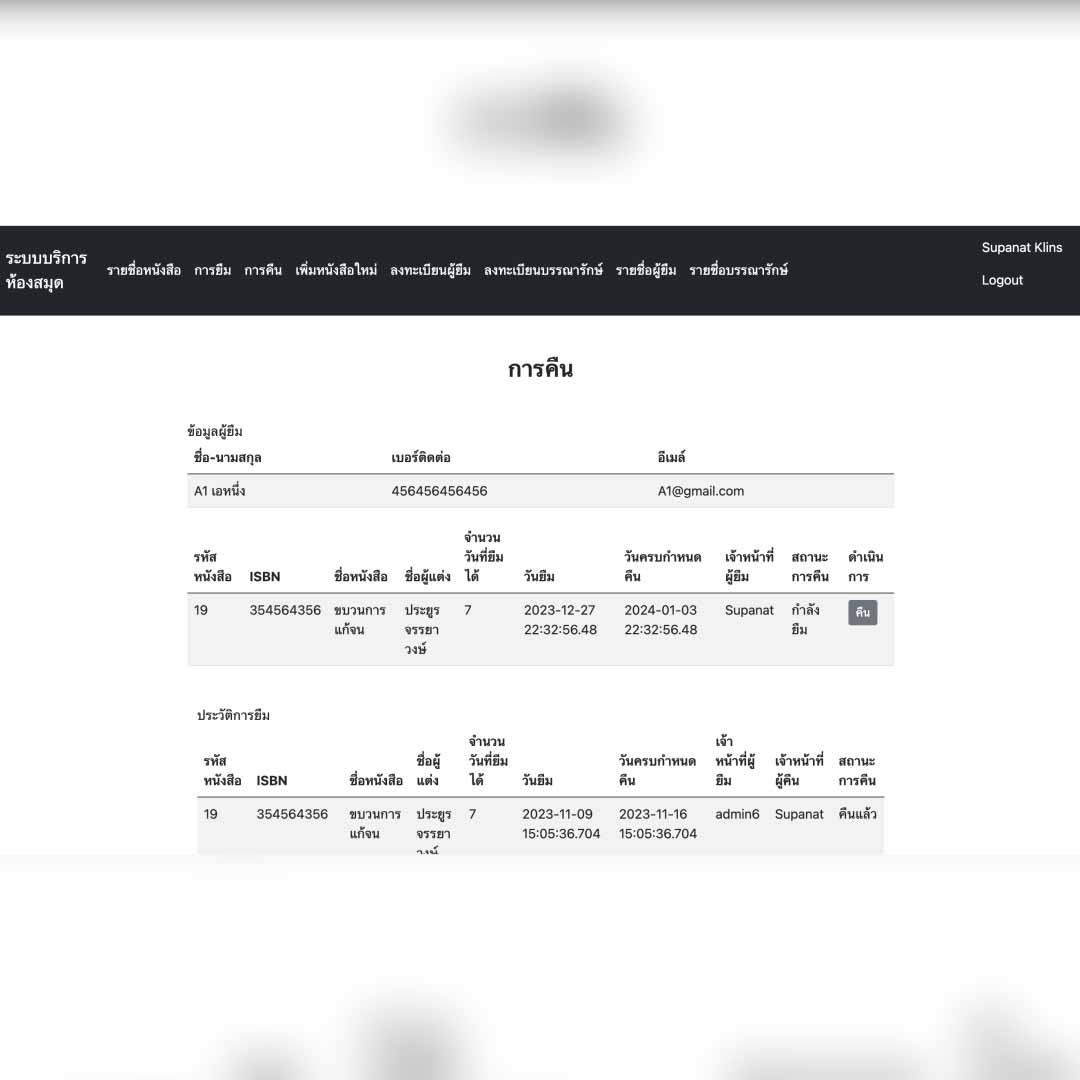 ระบบบริการ
ห้องสมุด
รายชื่อหนังสือ การยืม การคืน เพิ่มหนังสือใหม่ ลงทะเบียนผู้ยืม ลงทะเบียนบรรณารักษ์ รายชื่อผู้ยืม รายชื่อบรรณารักษ์
Supanat Klins
Logout
การคืน
ข้อมูลผู้ยืม
ชื่อ-นามสกุล เบอร์ติดต่อ อีเมล์
A1 เอหนึ่ง 456456456456 A1@gmail.com
รหัส
หนังสือ
ISBN
ชื่อหนังสือ
ชื่อผู้แต่ง
จำนวน
วันที่ยืม
ได้
วันยืม
วันครบกำหนด
คืน
เจ้าหน้าที่
ผู้ยืม
สถานะ
การคืน
ดำเนิน
การ
19
354564356
ขบวนการ
แก้จน
ประยูร
จรรยา
วงษ์
7
2023-12-27
22:32:56.48
2024-01-03
22:32:56.48
Supanat
กำลัง
ยืม
คืน
ประวัติการยืม
รหัส
หนังสือ
ISBN
ชื่อหนังสือ
ชื่อผู้
แต่ง
จำนวน
วันที่ยืม
ได้
วันยืม
วันครบกำหนด
คืน
เจ้า
หน้าที่ผู้
ยืม
เจ้าหน้าที่
ผู้คืน
สถานะ
การคืน
19
354564356
ขบวนการ
แก้จน
ประยูร
จรรยา
วงษ์
7
2023-11-09
15:05:36.704
2023-11-16
15:05:36.704
admin6
Supanat
คืนแล้ว